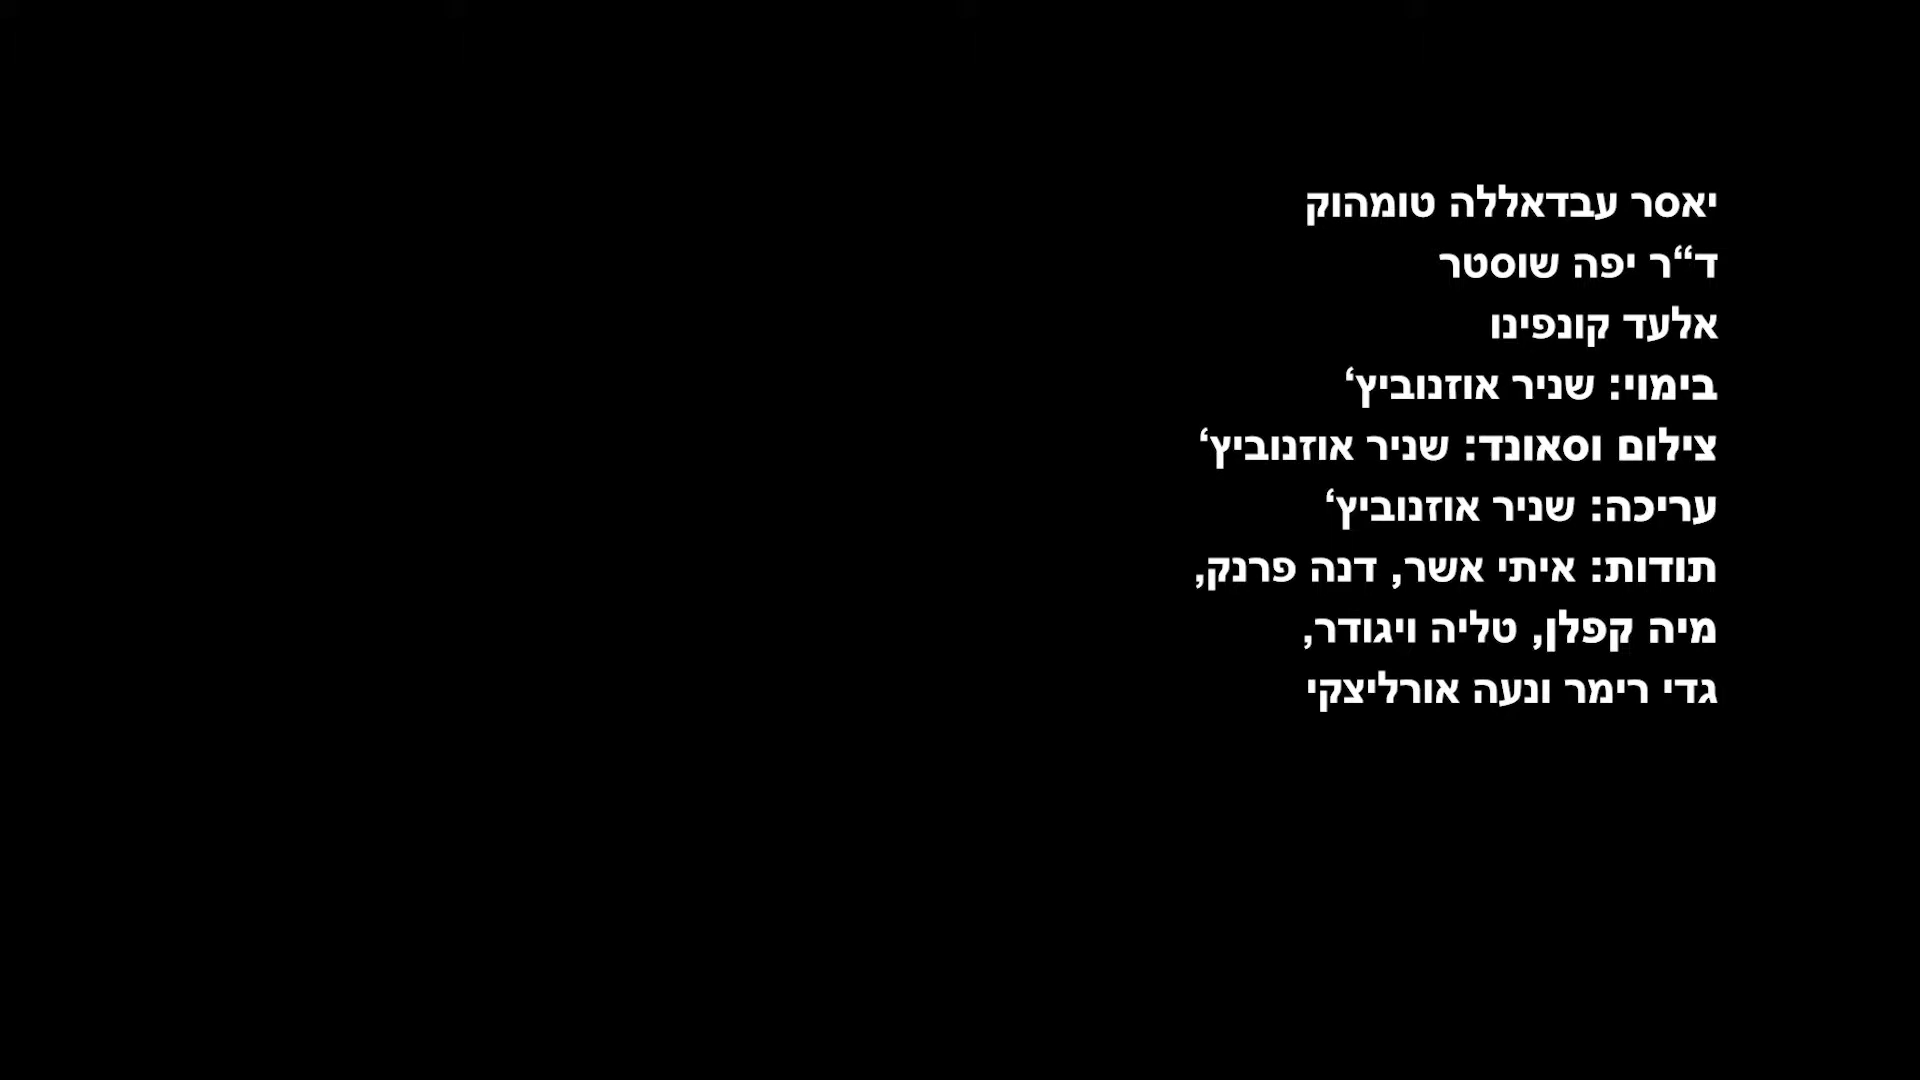 יאסר עבדאללה טומהוק
ד“ר יפה שוסטר
אלעד קונפינו
בימוי: שניר אוזנוביץ‘
צילום וסאונד: שניר אוזנוביץ‘
עריכה: שניר אוזנוביץ‘
תודות: איתי אשר, דנה פרנק,
מיה קפלן, טליה ויגודר,
גדי רימר ונעה אורליצקי